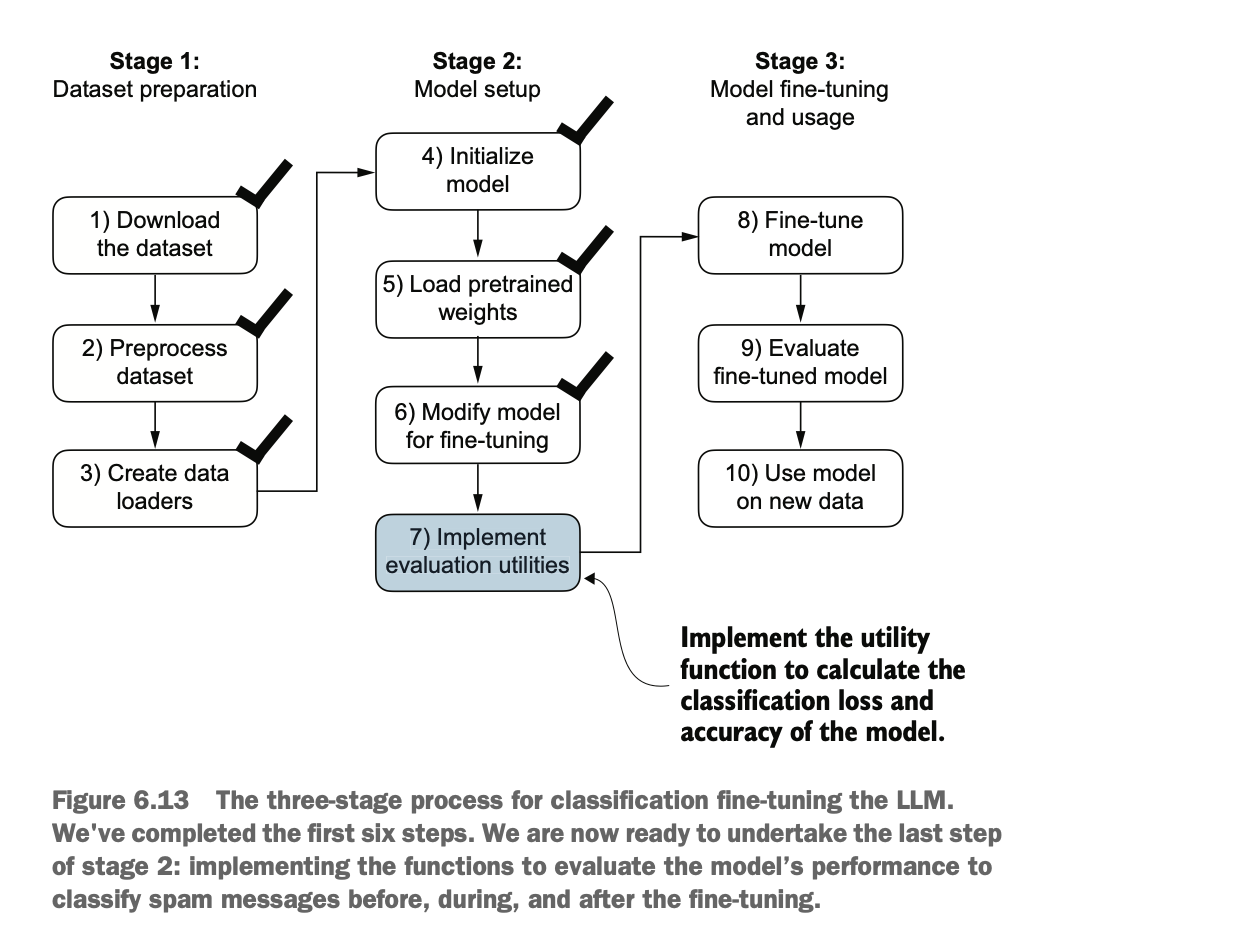 Stage 1:
Dataset preparation
1) Download
the dataset
2) Preprocess
dataset
3) Create data
loaders
Stage 2:
Model setup
4) Initialize
model
5) Load pretrained
weights
6) Modify model
for fine-tuning
7) Implement
evaluation utilities
Stage 3:
Model fine-tuning
and usage
8) Fine-tune
model
9) Evaluate
fine-tuned model
10) Use model
on new data
Implement the utility
function to calculate the
classification loss and
accuracy of the model.
Figure 6.13 The three-stage process for classification fine-tuning the LLM.
We've completed the first six steps. We are now ready to undertake the last step
of stage 2: implementing the functions to evaluate the model’s performance to
classify spam messages before, during, and after the fine-tuning.